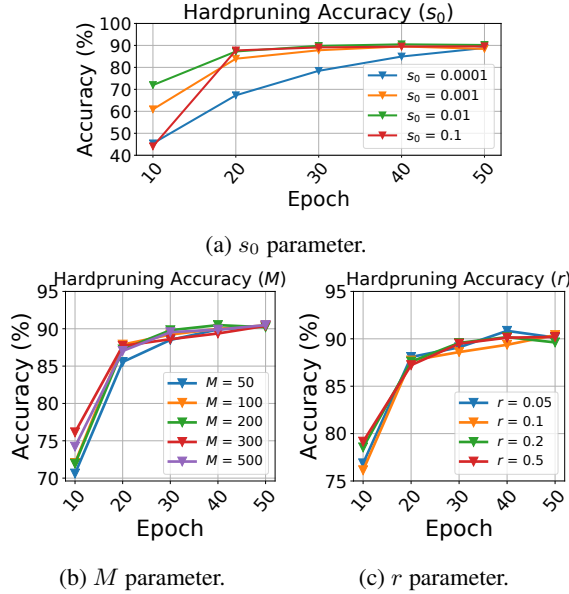 Hardpruning Accuracy (s₀)
100
90
80
70
60
50
40
Accuracy (%)
s₀ = 0.0001
s₀ = 0.001
s₀ = 0.01
s₀ = 0.1
10 20 30 40 50
Epoch
(a) s₀ parameter.
Hardpruning Accuracy (M)
95
90
85
80
75
70
Accuracy (%)
M = 50
M = 100
M = 200
M = 300
M = 500
10 20 30 40 50
Epoch
(b) M parameter.
Hardpruning Accuracy (r)
95
90
85
80
75
Accuracy (%)
r = 0.05
r = 0.1
r = 0.2
r = 0.5
10 20 30 40 50
Epoch
(c) r parameter.